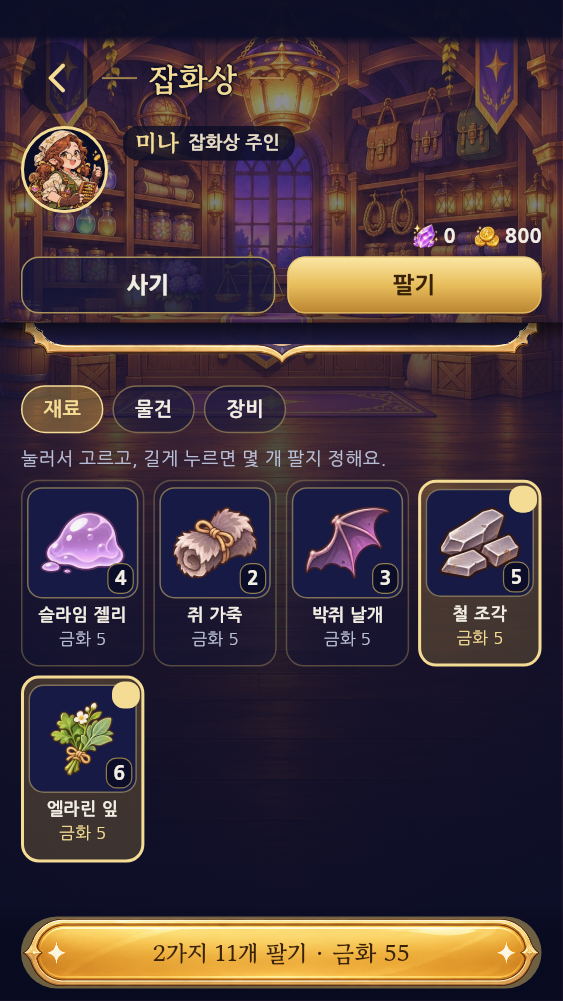 잡화상
미나 잡화상 주인
0 800
사기 팔기
재료 물건 장비
눌러서 고르고, 길게 누르면 몇 개 팔지 정해요.
4 2 3 5
슬라임 젤리 쥐 가죽 박쥐 날개 철 조각
금화 5 금화 5 금화 5 금화 5
6
엘라린 잎
금화 5
2가지 11개 팔기 · 금화 55